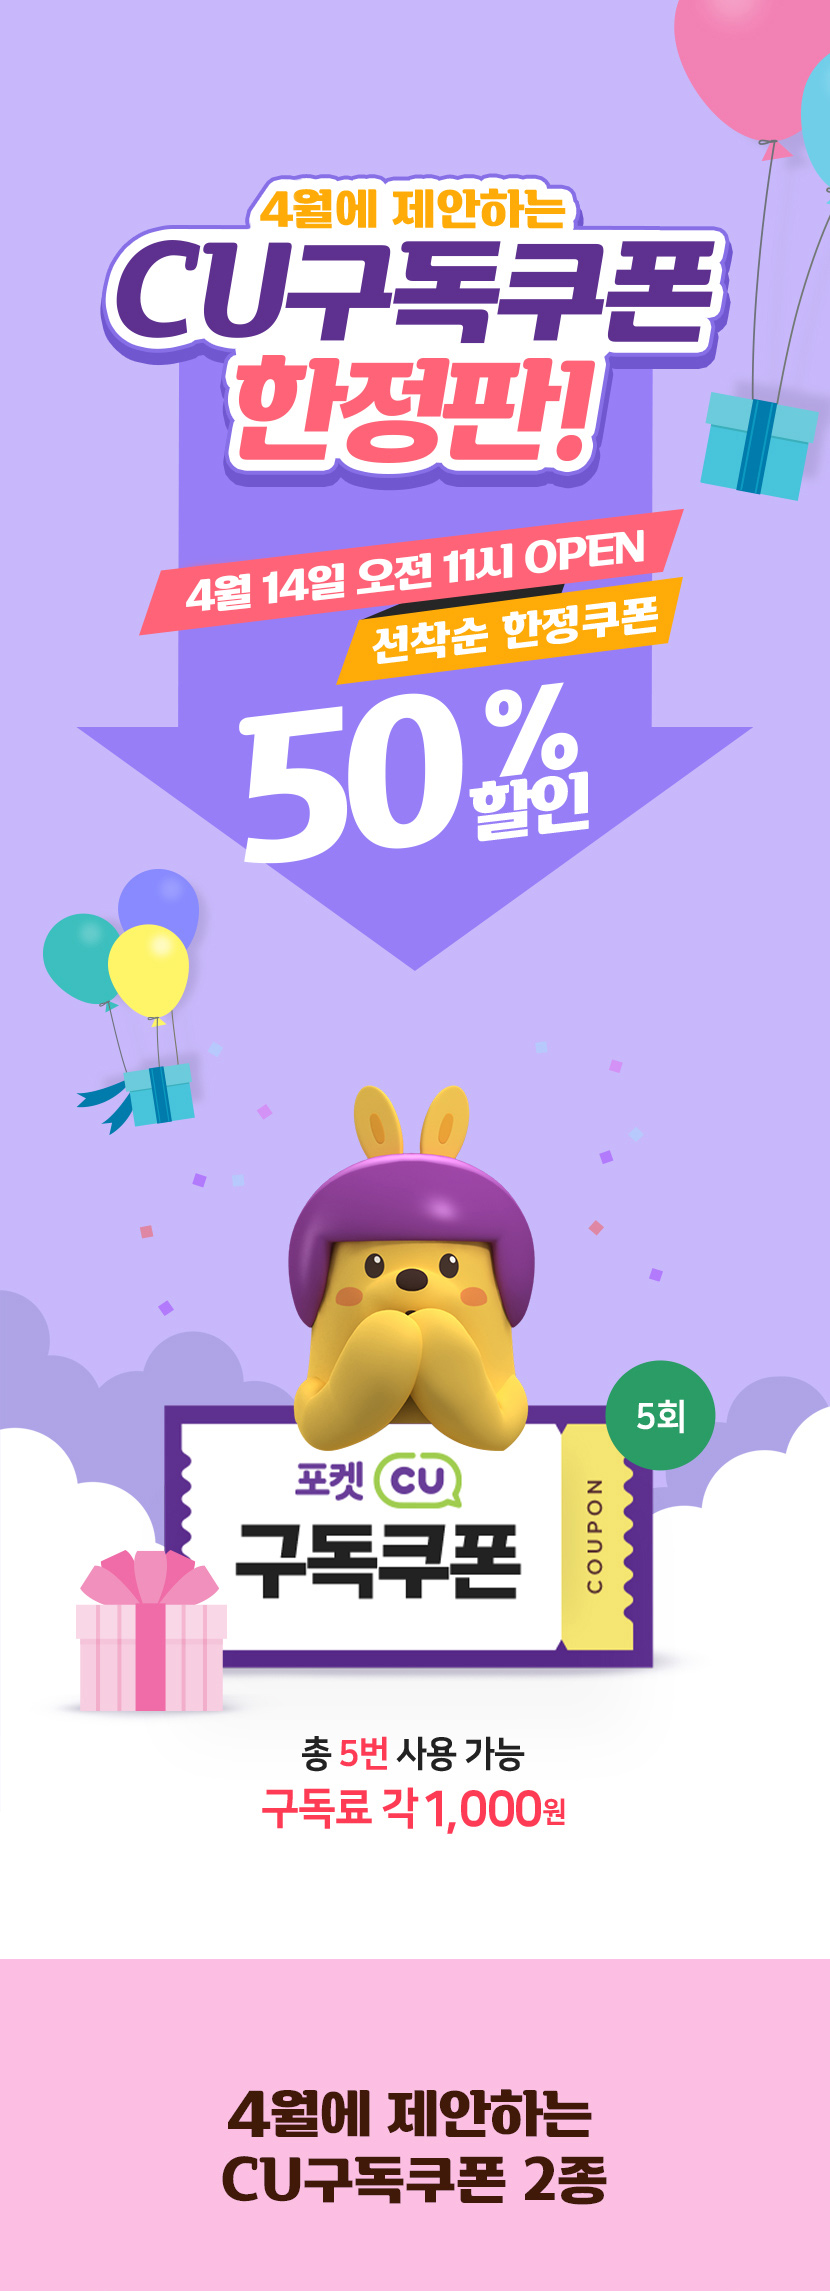 4월에 제안하는
CU구독쿠폰
한정판!
4월 14일 오전 11시 OPEN
선착순 한정쿠폰
50%
할인
5회
포켓 CU
구독쿠폰
COUPON
총 5번 사용 가능
구독료 각 1,000원
4월에 제안하는
CU구독쿠폰 2종